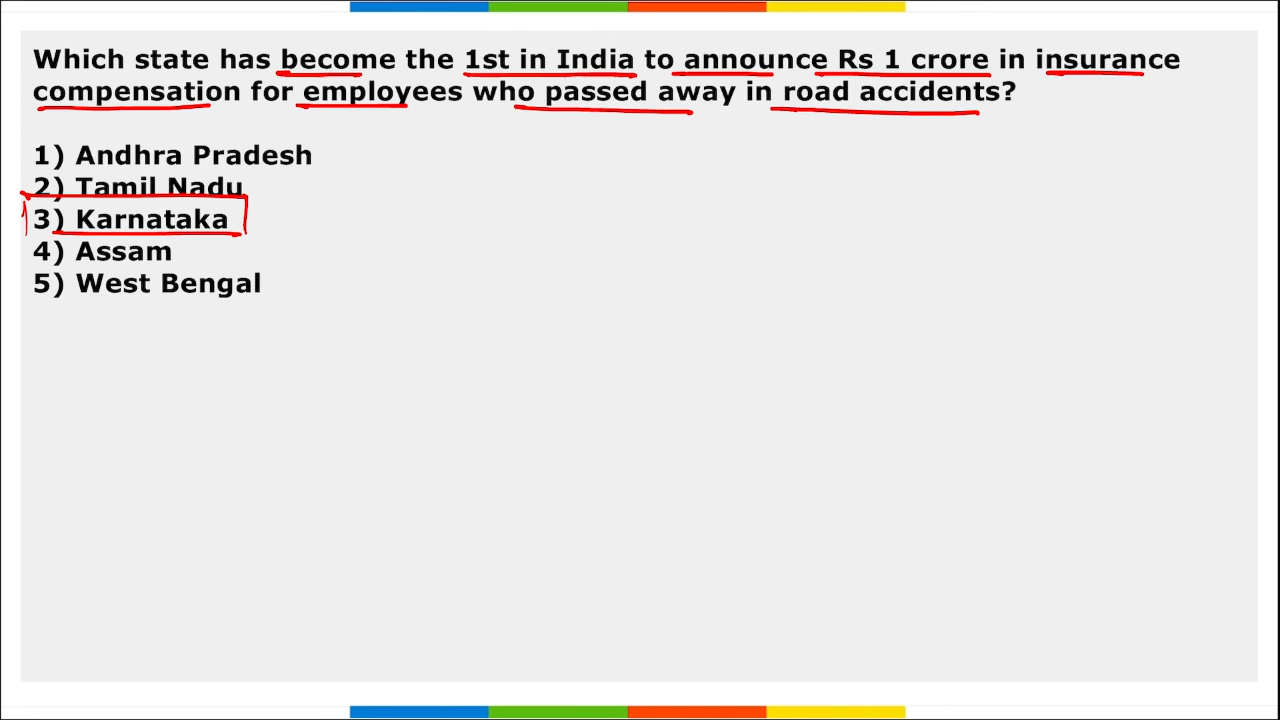 Which state has become the 1st in India to announce Rs 1 crore in insurance
compensation for employees who passed away in road accidents?
1) Andhra Pradesh
2) Tamil Nadu
3) Karnataka
4) Assam
5) West Bengal